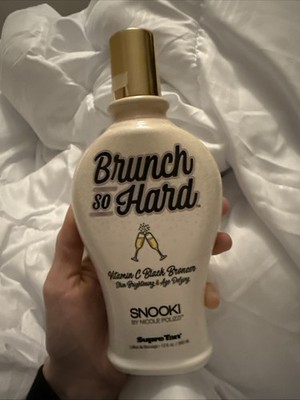 Brunch
so Hard
Vitamin C Black Bronzer
Skin Brightening & Age Defying
SNOOKI
BY NICOLE POLIZZI
Supre Tan